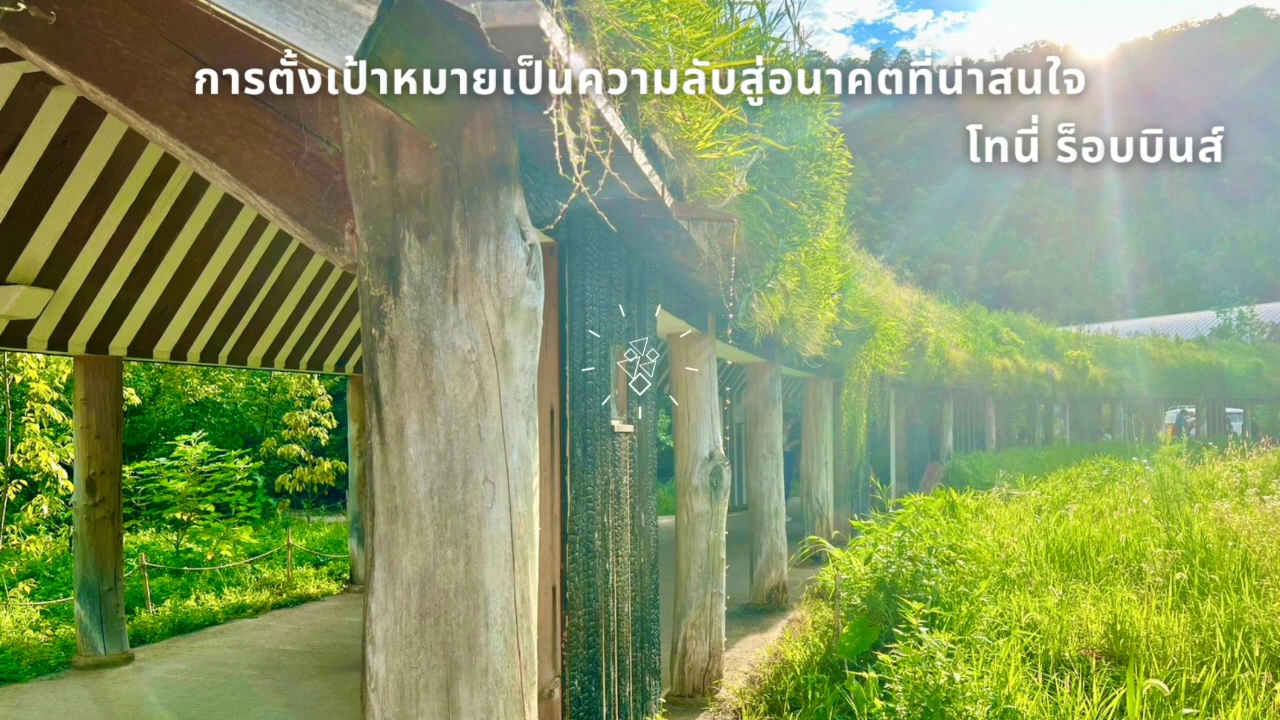 การตั้งเป้าหมายเป็นความลับสู่อนาคตที่น่าสนใจ
โทนี่ ร็อบบินส์